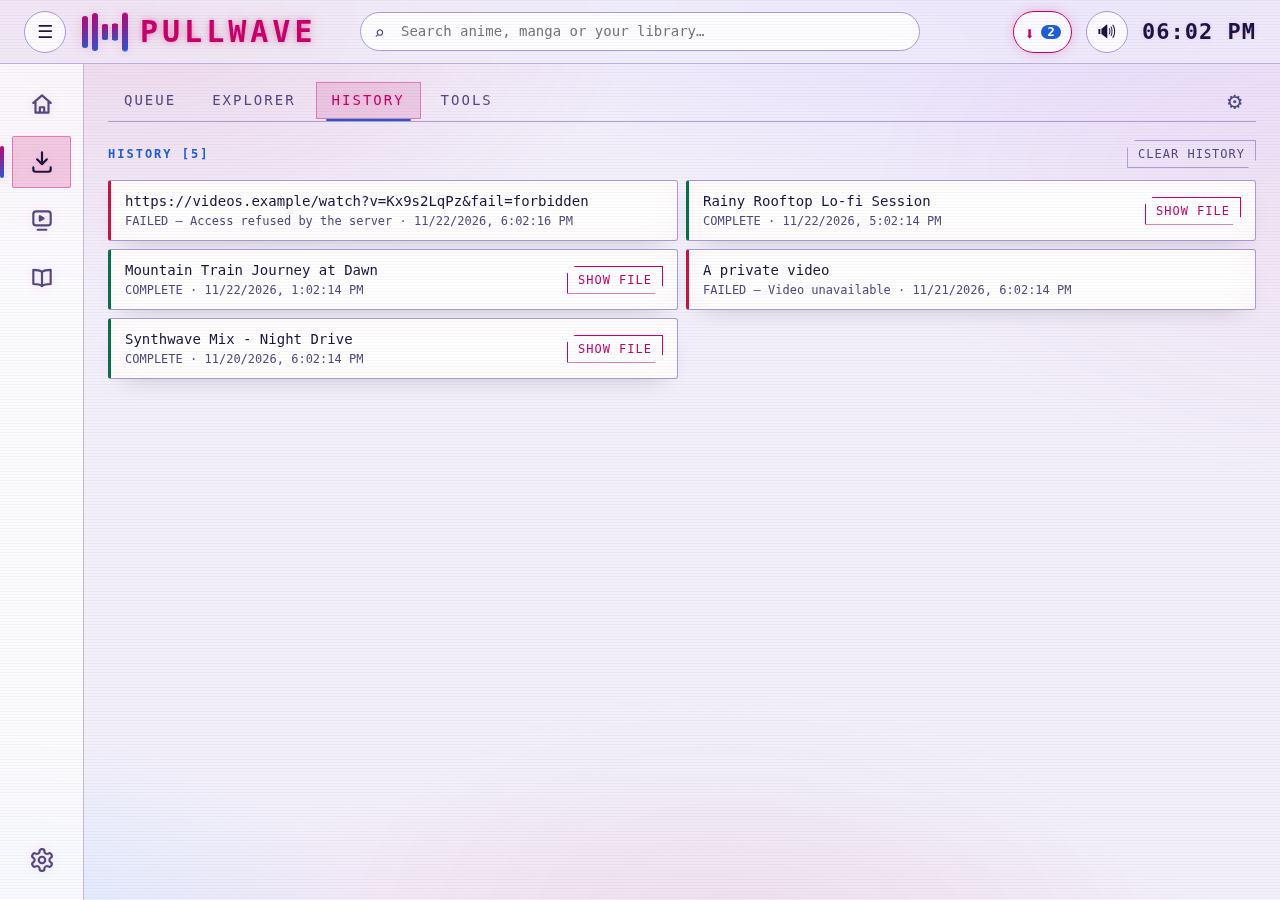 PULLWAVE
Search anime, manga or your library…
2
06:02 PM
QUEUE
EXPLORER
HISTORY
TOOLS
HISTORY [5]
CLEAR HISTORY
https://videos.example/watch?v=Kx9s2LqPz&fail=forbidden
FAILED — Access refused by the server · 11/22/2026, 6:02:16 PM
Rainy Rooftop Lo-fi Session
COMPLETE · 11/22/2026, 5:02:14 PM
SHOW FILE
Mountain Train Journey at Dawn
COMPLETE · 11/22/2026, 1:02:14 PM
SHOW FILE
A private video
FAILED — Video unavailable · 11/21/2026, 6:02:14 PM
Synthwave Mix - Night Drive
COMPLETE · 11/20/2026, 6:02:14 PM
SHOW FILE